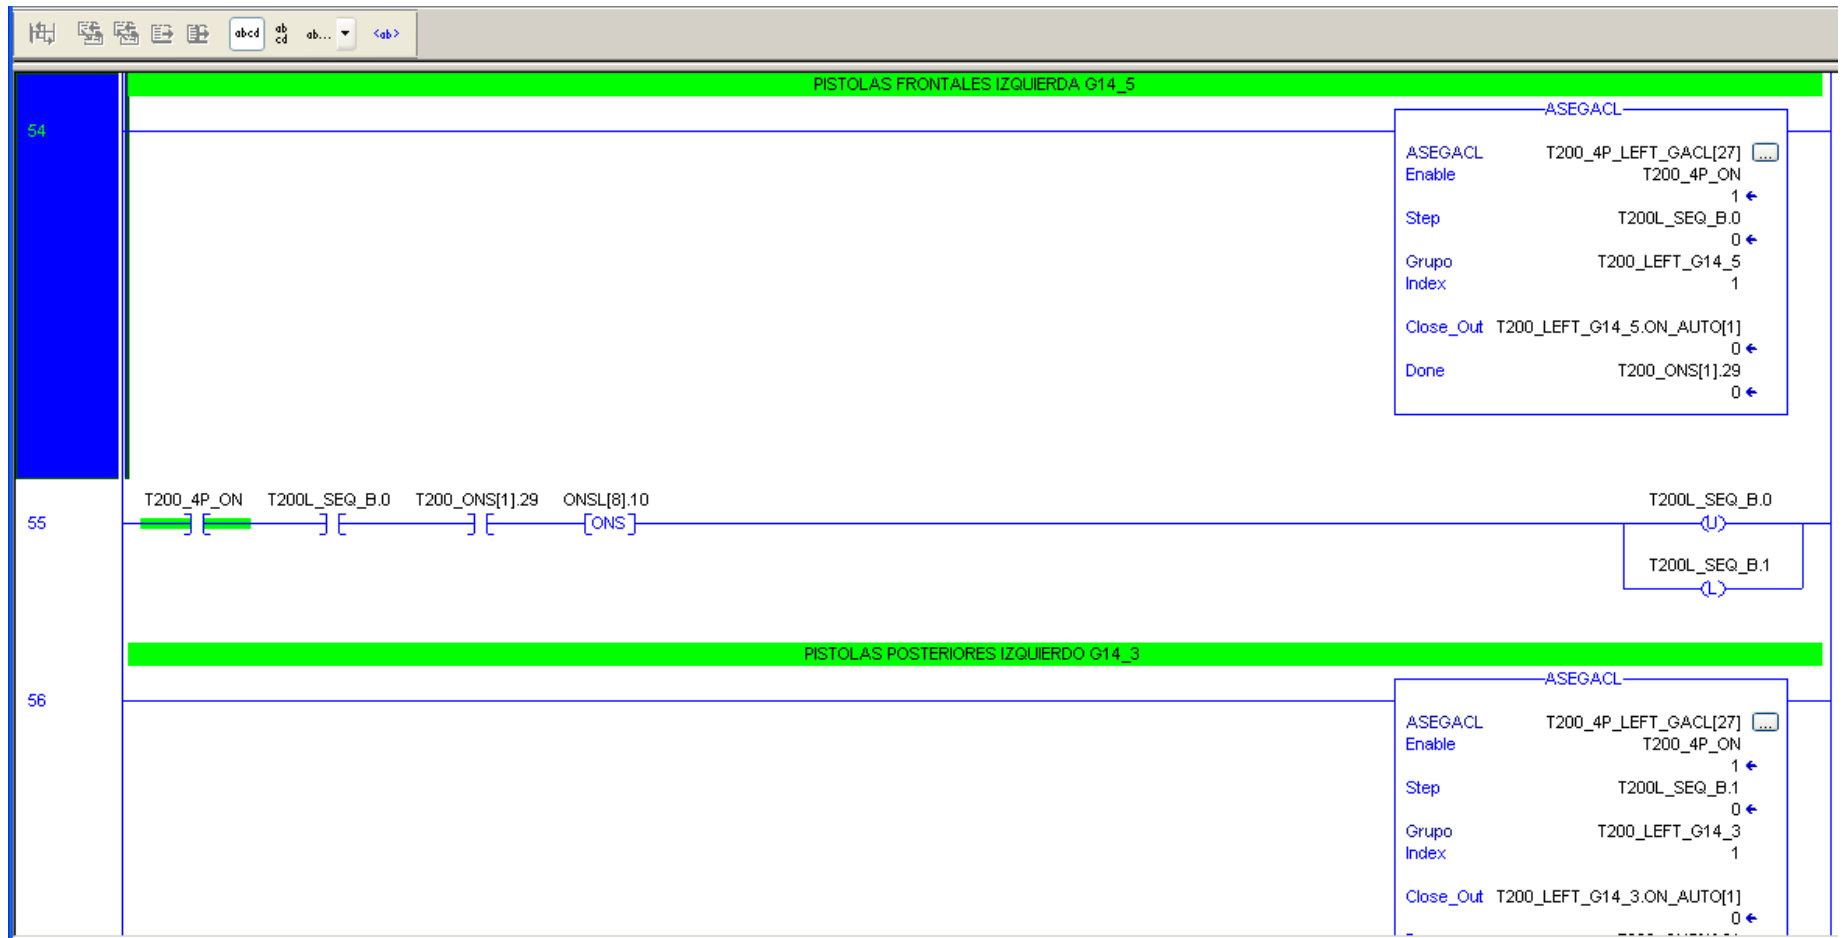 abcd
ab
cd
ab...
<ab>
PISTOLAS FRONTALES IZQUIERDA G14_5
54
ASEGACL
ASEGACL T200_4P_LEFT_GACL[27] ...
Enable T200_4P_ON
1
Step T200L_SEQ_B.0
0
Grupo T200_LEFT_G14_5
Index 1
Close_Out T200_LEFT_G14_5.ON_AUTO[1]
0
Done T200_ONS[1].29
0
T200_4P_ON T200L_SEQ_B.0 T200_ONS[1].29 ONSL[8].10 T200L_SEQ_B.0
55
ONS U
T200L_SEQ_B.1
L
PISTOLAS POSTERIORES IZQUIERDO G14_3
56
ASEGACL
ASEGACL T200_4P_LEFT_GACL[27] ...
Enable T200_4P_ON
1
Step T200L_SEQ_B.1
0
Grupo T200_LEFT_G14_3
Index 1
Close_Out T200_LEFT_G14_3.ON_AUTO[1]
0